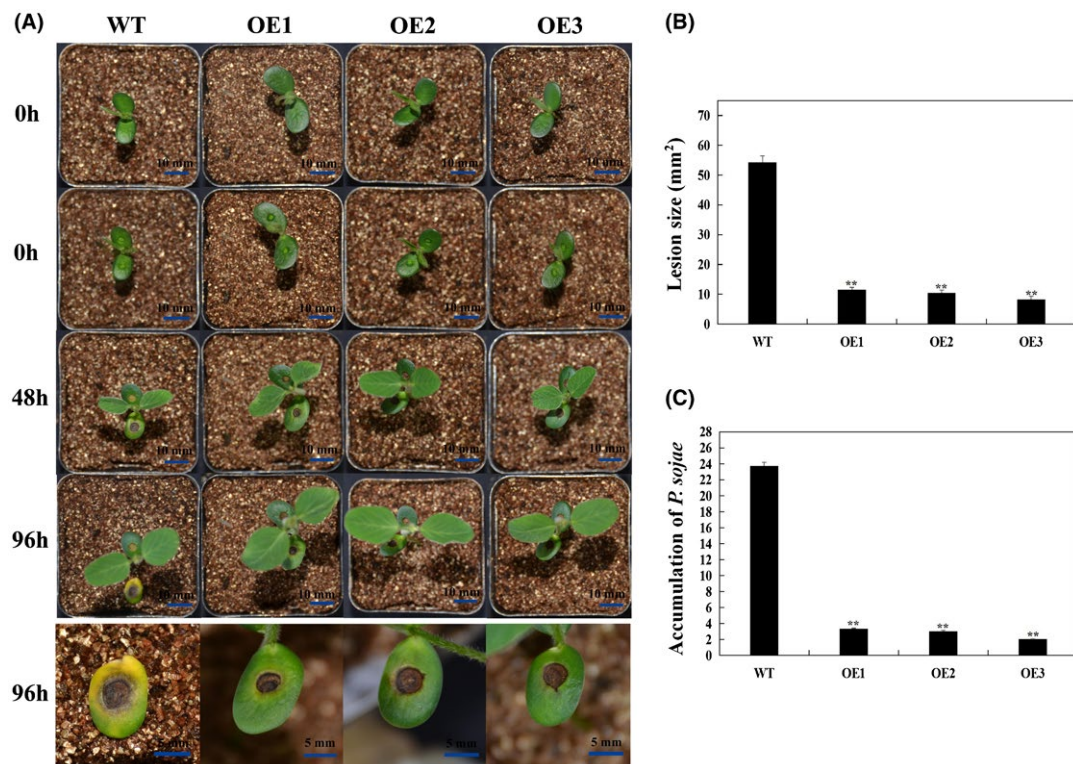 (A) WT OE1 OE2 OE3
0h
10 mm 10 mm 10 mm 10 mm
0h
10 mm 10 mm 10 mm 10 mm
48h
10 mm 10 mm 10 mm 10 mm
96h
10 mm 10 mm 10 mm 10 mm
96h
5 mm 5 mm 5 mm 5 mm
(B)
Lesion size (mm²)
70
60
50
40
30
20
10
0
** ** **
WT OE1 OE2 OE3
(C)
Accumulation of P. sojae
28
26
24
22
20
18
16
14
12
10
8
6
4
2
0
** ** **
WT OE1 OE2 OE3